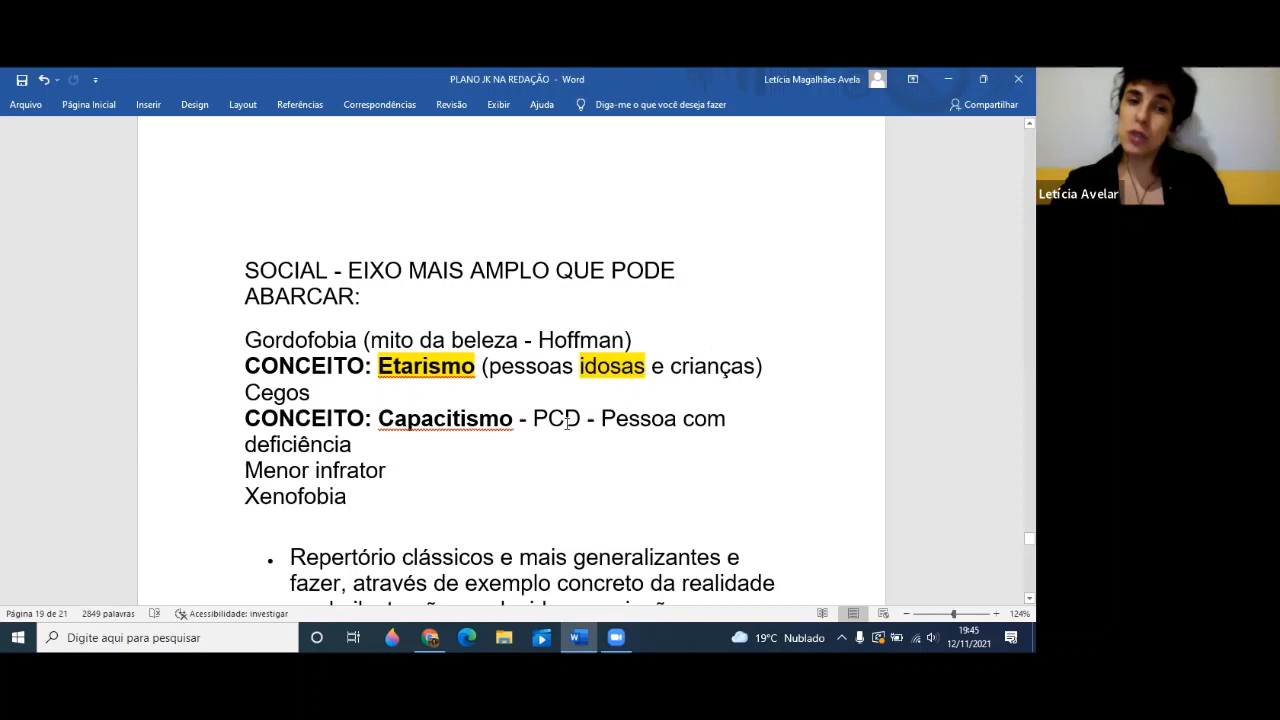 PLANO JK NA REDAÇÃO - Word
Letícia Magalhães Avela
Arquivo
Página Inicial
Inserir
Design
Layout
Referências
Correspondências
Revisão
Exibir
Ajuda
Diga-me o que você deseja fazer
Compartilhar
Letícia Avelar
SOCIAL - EIXO MAIS AMPLO QUE PODE
ABARCAR:
Gordofobia (mito da beleza - Hoffman)
CONCEITO: Etarismo (pessoas idosas e crianças)
Cegos
CONCEITO: Capacitismo - PCD - Pessoa com
deficiência
Menor infrator
Xenofobia
• Repertório clássicos e mais generalizantes e
fazer, através de exemplo concreto da realidade
Página 19 de 21
2849 palavras
Acessibilidade: investigar
124%
Digite aqui para pesquisar
19°C Nublado
19:45
12/11/2021